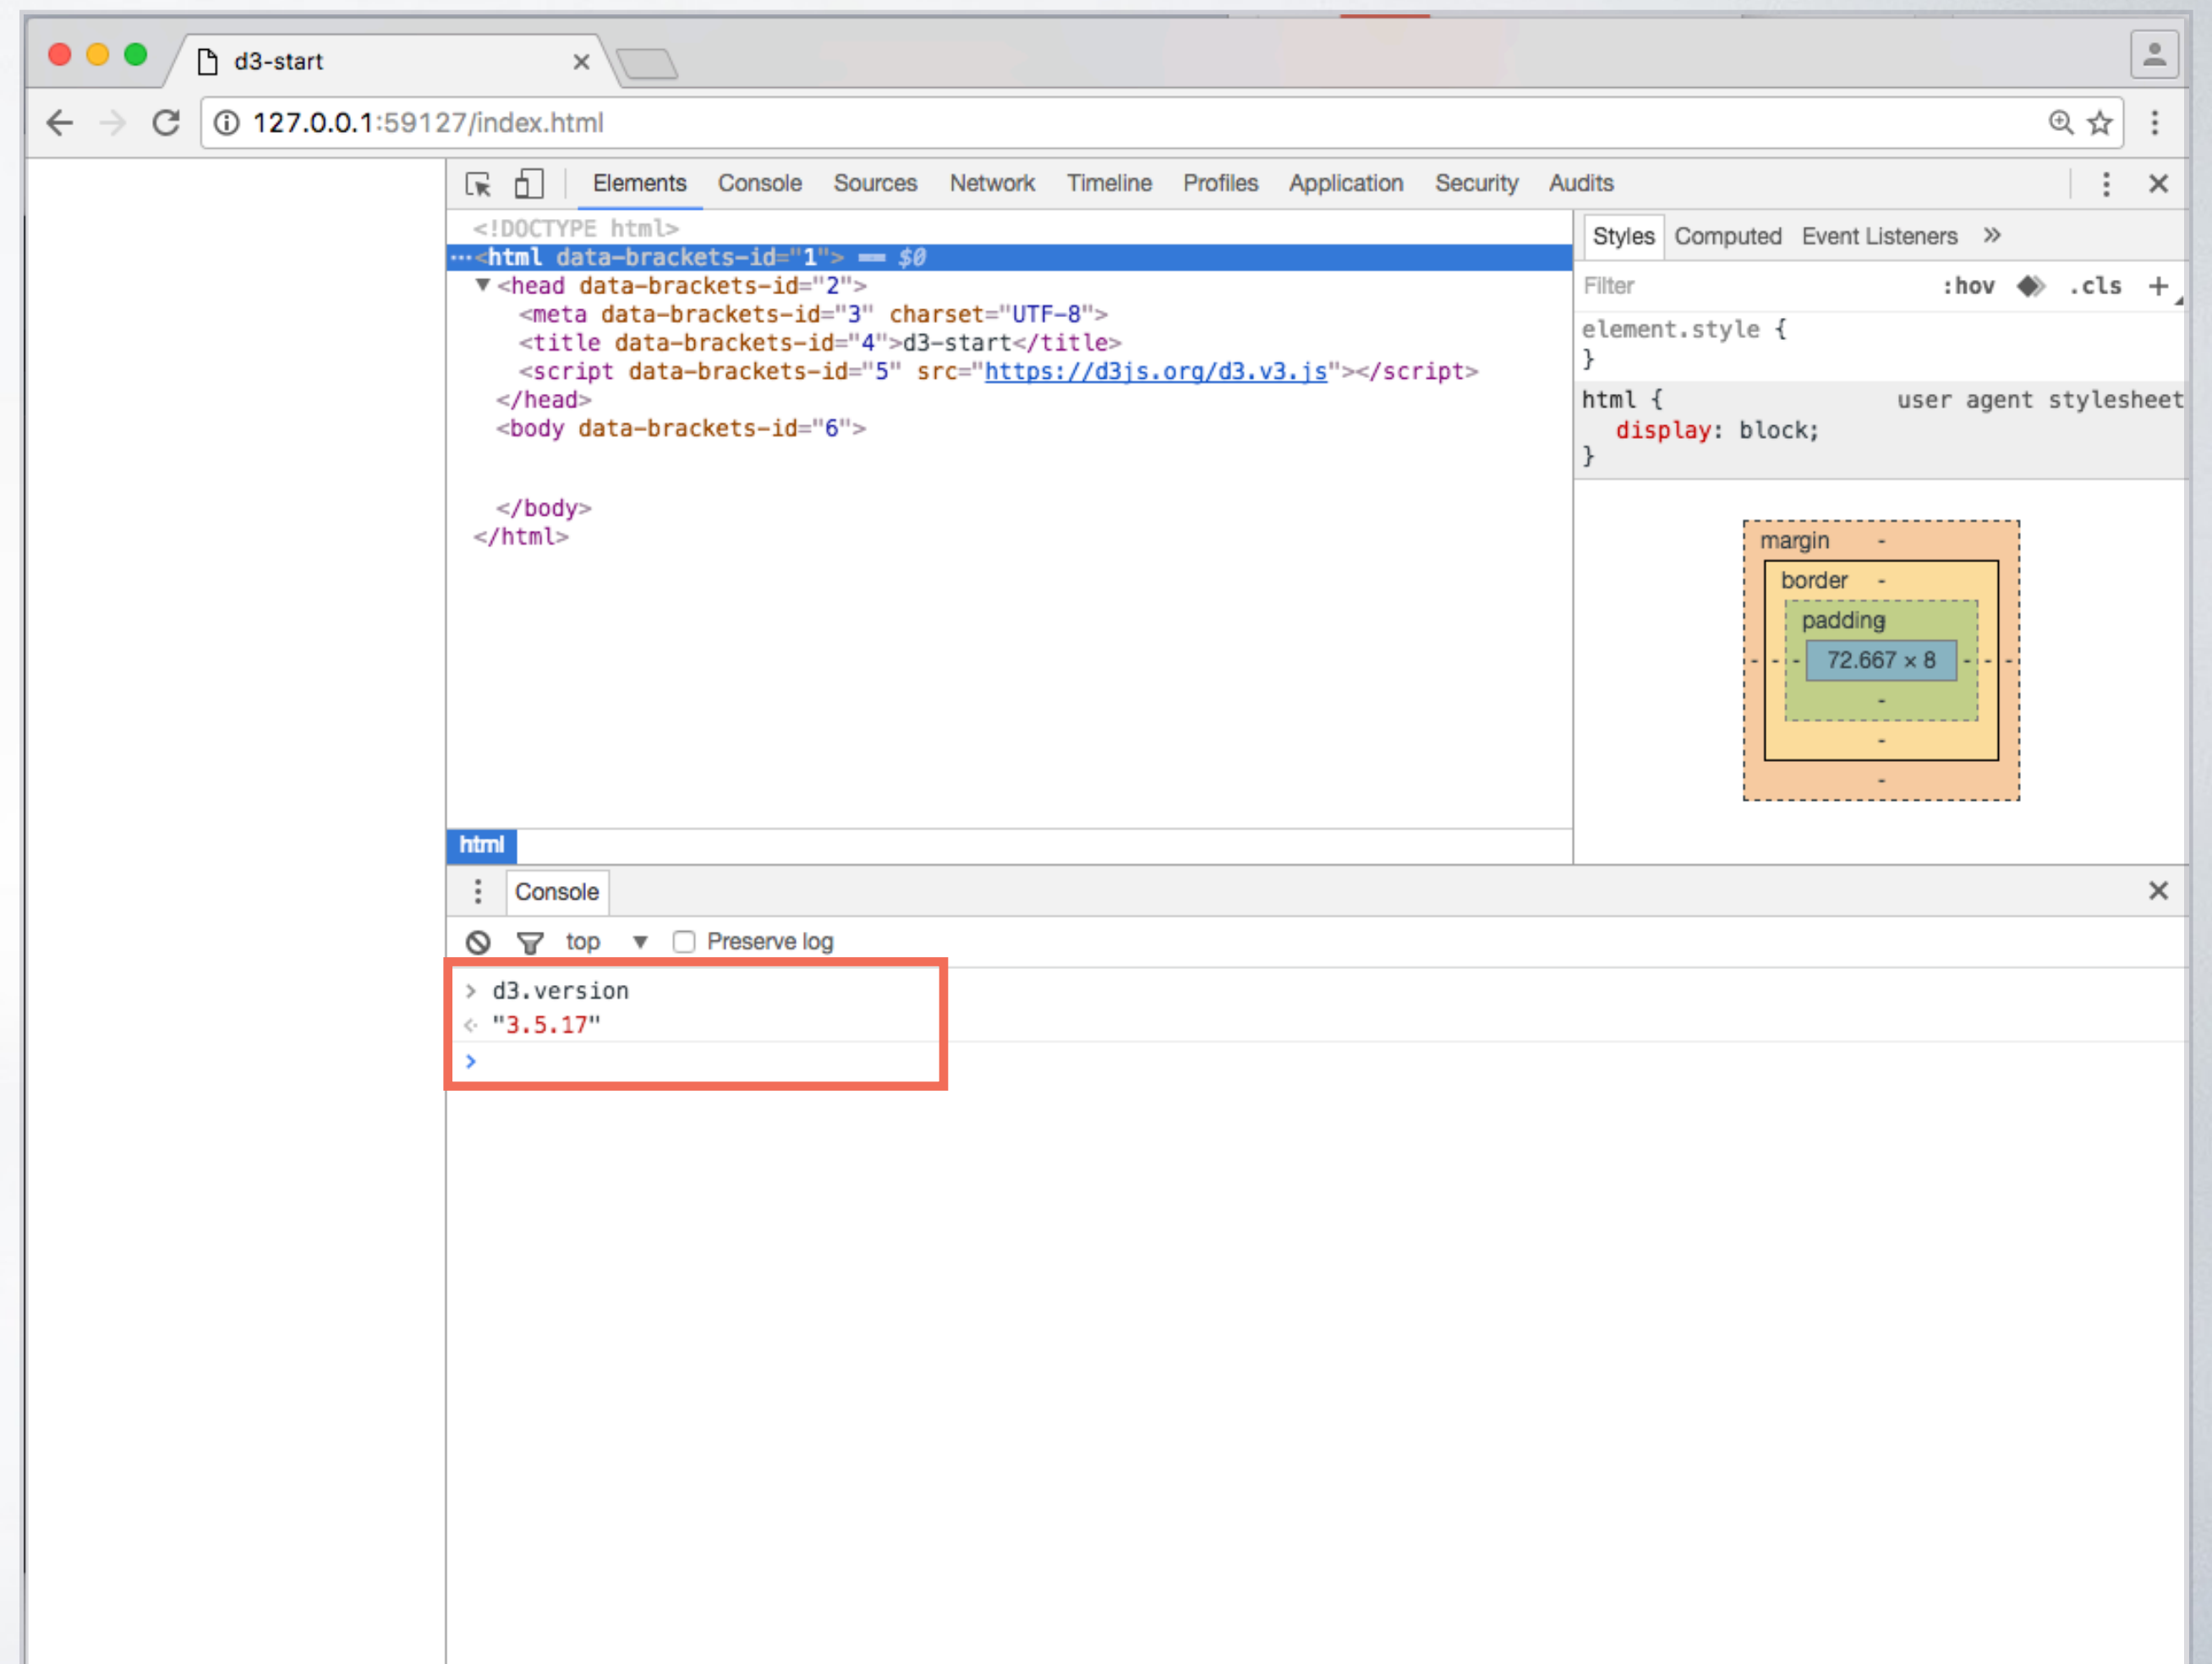 d3-start
127.0.0.1:59127/index.html
Elements Console Sources Network Timeline Profiles Application Security Audits
<!DOCTYPE html>
…<html data-brackets-id="1"> == $0
▼<head data-brackets-id="2">
<meta data-brackets-id="3" charset="UTF-8">
<title data-brackets-id="4">d3-start</title>
<script data-brackets-id="5" src="https://d3js.org/d3.v3.js"></script>
</head>
<body data-brackets-id="6">
</body>
</html>
html
Styles Computed Event Listeners »
Filter :hov .cls +
element.style {
}
html { user agent stylesheet
display: block;
}
margin -
border -
padding -
- - - 72.667 × 8 - - -
-
-
-
Console
top ▼ Preserve log
> d3.version
<· "3.5.17"
>